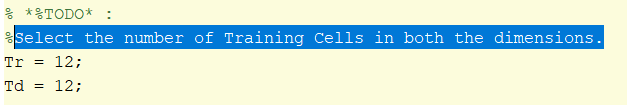 % *%TODO* :
%Select the number of Training Cells in both the dimensions.
Tr = 12;
Td = 12;